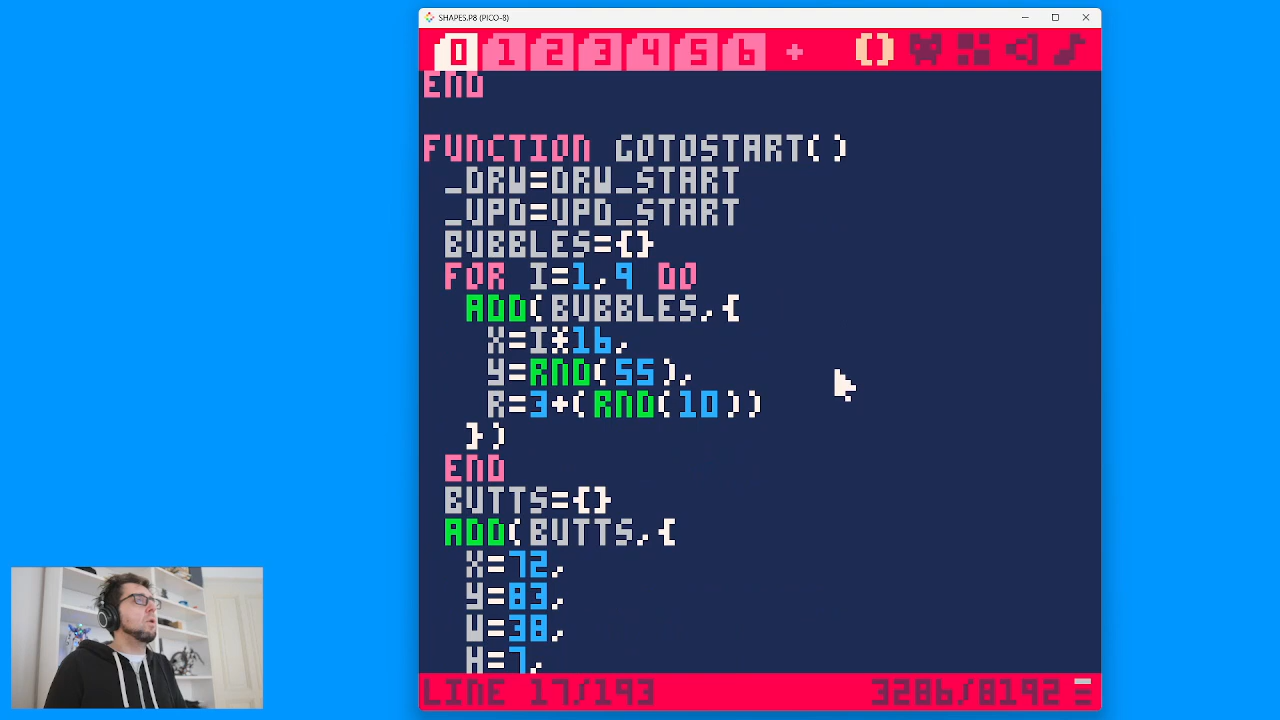 SHAPES.P8 (PICO-8)
0 1 2 3 4 5 6 +
END
FUNCTION GOTOSTART()
_DRW=DRW_START
_UPD=UPD_START
BUBBLES={}
FOR I=1,9 DO
ADD(BUBBLES,{
X=I*16,
Y=RND(55),
R=3+(RND(10))
})
END
BUTTS={}
ADD(BUTTS,{
X=72,
Y=83,
W=38,
H=7,
LINE 17/193 3286/8192